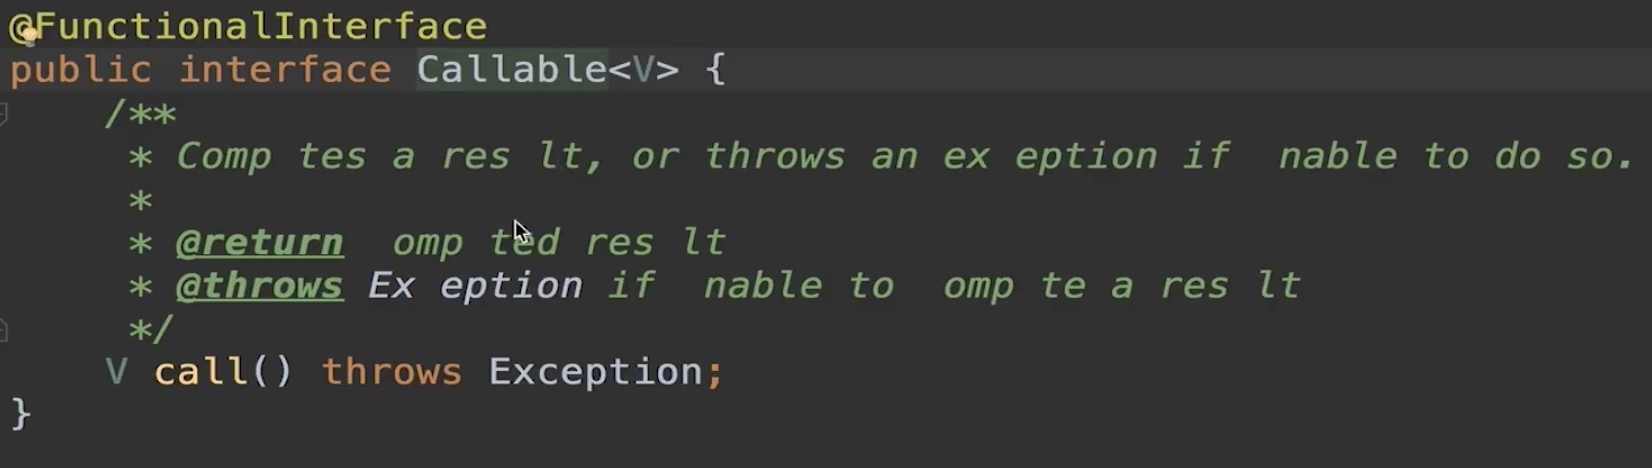 @FunctionalInterface
public interface Callable<V> {
/**
* Comp tes a res lt, or throws an ex eption if  nable to do so.
*
* @return  omp ted res lt
* @throws Ex eption if  nable to  omp te a res lt
*/
V call() throws Exception;
}